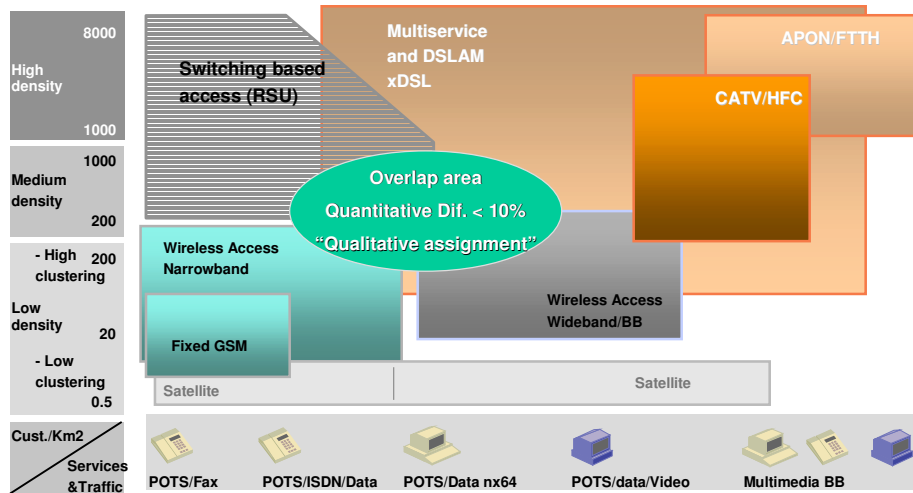 8000
High
density
1000
1000
Medium
density
200
- High
clustering
200
Low
density
20
- Low
clustering
0.5
Cust./Km2
Services
&Traffic
Switching based
access (RSU)
Multiservice
and DSLAM
xDSL
APON/FTTH
CATV/HFC
Overlap area
Quantitative Dif. < 10%
“Qualitative assignment”
Wireless Access
Narrowband
Fixed GSM
Wireless Access
Wideband/BB
Satellite
Satellite
POTS/Fax
POTS/ISDN/Data
POTS/Data nx64
POTS/data/Video
Multimedia BB